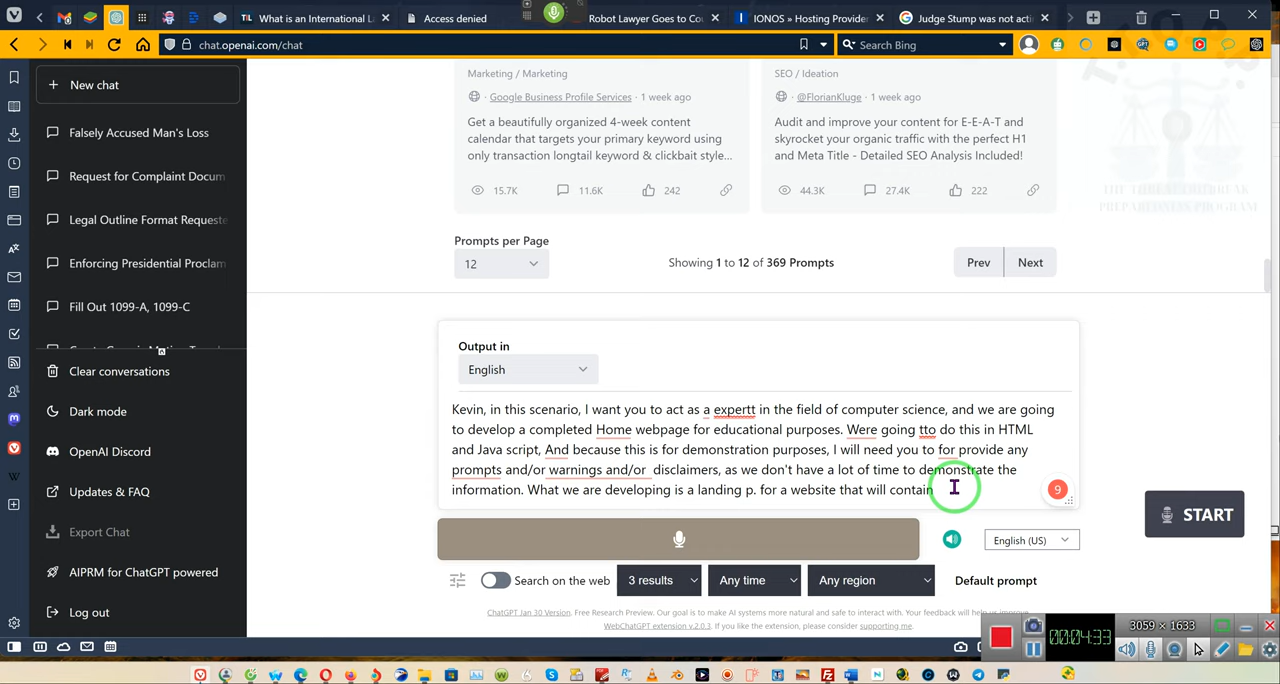 What is an International L
Access denied
Robot Lawyer Goes to Co
IONOS » Hosting Provider
Judge Stump was not acti
chat.openai.com/chat
Search Bing
New chat
Falsely Accused Man's Loss
Request for Complaint Docum
Legal Outline Format Requeste
Enforcing Presidential Proclam
Fill Out 1099-A, 1099-C
Clear conversations
Dark mode
OpenAI Discord
Updates & FAQ
Export Chat
AIPRM for ChatGPT powered
Log out
Marketing / Marketing
Google Business Profile Services · 1 week ago
Get a beautifully organized 4-week content
calendar that targets your primary keyword using
only transaction longtail keyword & clickbait style...
15.7K 11.6K 242
SEO / Ideation
@FlorianKluge · 1 week ago
Audit and improve your content for E-E-A-T and
skyrocket your organic traffic with the perfect H1
and Meta Title - Detailed SEO Analysis Included!
44.3K 27.4K 222
THE THREAT OUTBREAK
PREPAREDNESS PROGRAM
Prompts per Page
12
Showing 1 to 12 of 369 Prompts
Prev Next
Output in
English
Kevin, in this scenario, I want you to act as a expertt in the field of computer science, and we are going
to develop a completed Home webpage for educational purposes. Were going tto do this in HTML
and Java script, And because this is for demonstration purposes, I will need you to for provide any
prompts and/or warnings and/or disclaimers, as we don't have a lot of time to demonstrate the
information. What we are developing is a landing p. for a website that will contain
9
START
English (US)
Search on the web
3 results
Any time
Any region
Default prompt
ChatGPT Jan 30 Version. Free Research Preview. Our goal is to make AI systems more natural and safe to interact with. Your feedback will help us
WebChatGPT extension v.2.0.3. If you like the extension, please consider supporting me.
00:04:33
3059 × 1633